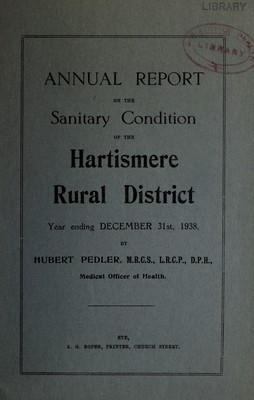 LIBRARY
LIBRARY
ANNUAL REPORT
ON THE
Sanitary Condition
OF THE
Hartismere
Rural District
Year ending DECEMBER 31st, 1938,
BY
HUBERT PEDLER, M.R.C.S., L.R.C.P., D.P.H.,
Medical Officer of Health.
EYE,
PRINTER, CHURCH STREET.